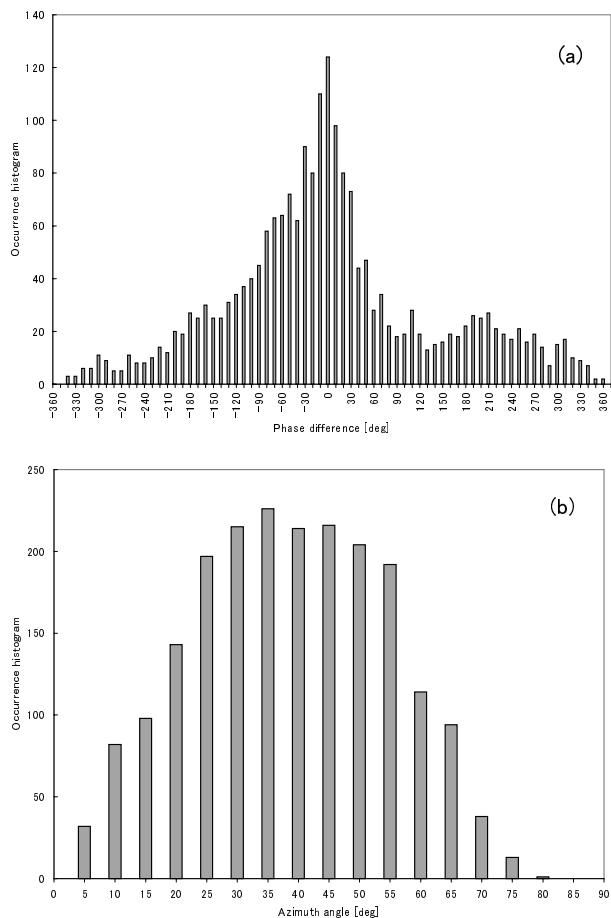 (a)
Occurrence histogram
140
120
100
80
60
40
20
0
-360 -330 -300 -270 -240 -210 -180 -150 -120 -90 -60 -30 0 30 60 90 120 150 180 210 240 270 300 330 360
Phase difference [deg]
(b)
Occurrence histogram
250
200
150
100
50
0
0 5 10 15 20 25 30 35 40 45 50 55 60 65 70 75 80 85 90
Azimuth angle [deg]